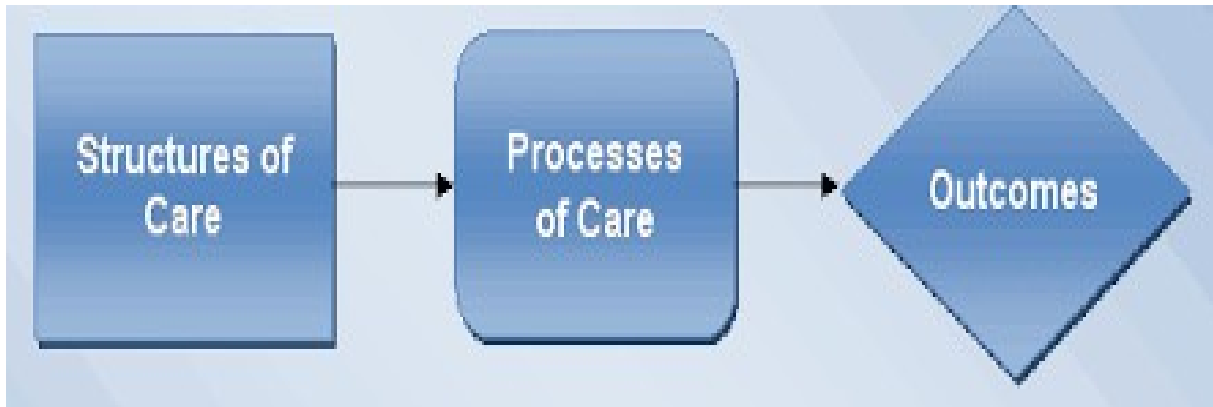 Structures of
Care
Processes
of Care
Outcomes